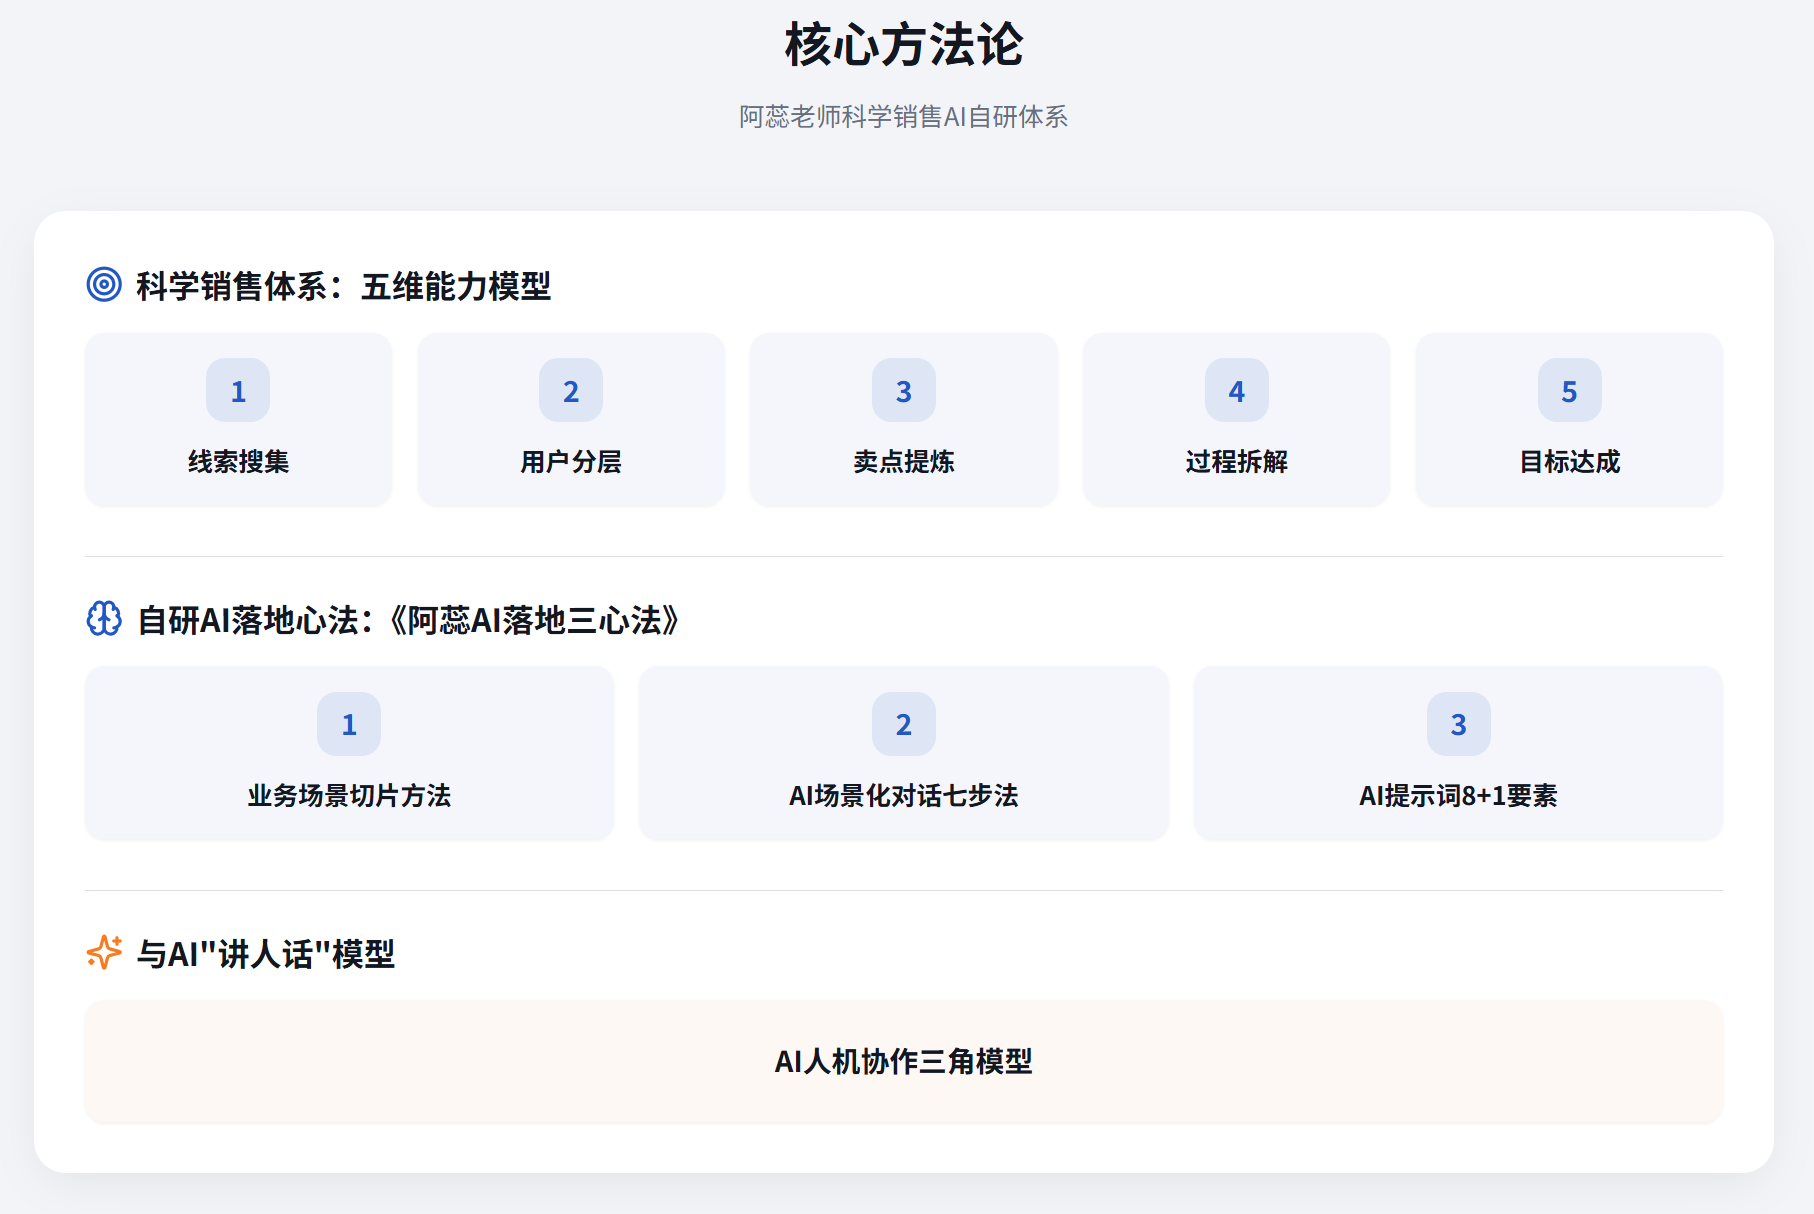 核心方法论
阿蕊老师科学销售AI自研体系
科学销售体系：五维能力模型
1
线索搜集
2
用户分层
3
卖点提炼
4
过程拆解
5
目标达成
自研AI落地心法：《阿蕊AI落地三心法》
1
业务场景切片方法
2
AI场景化对话七步法
3
AI提示词8+1要素
与AI"讲人话"模型
AI人机协作三角模型